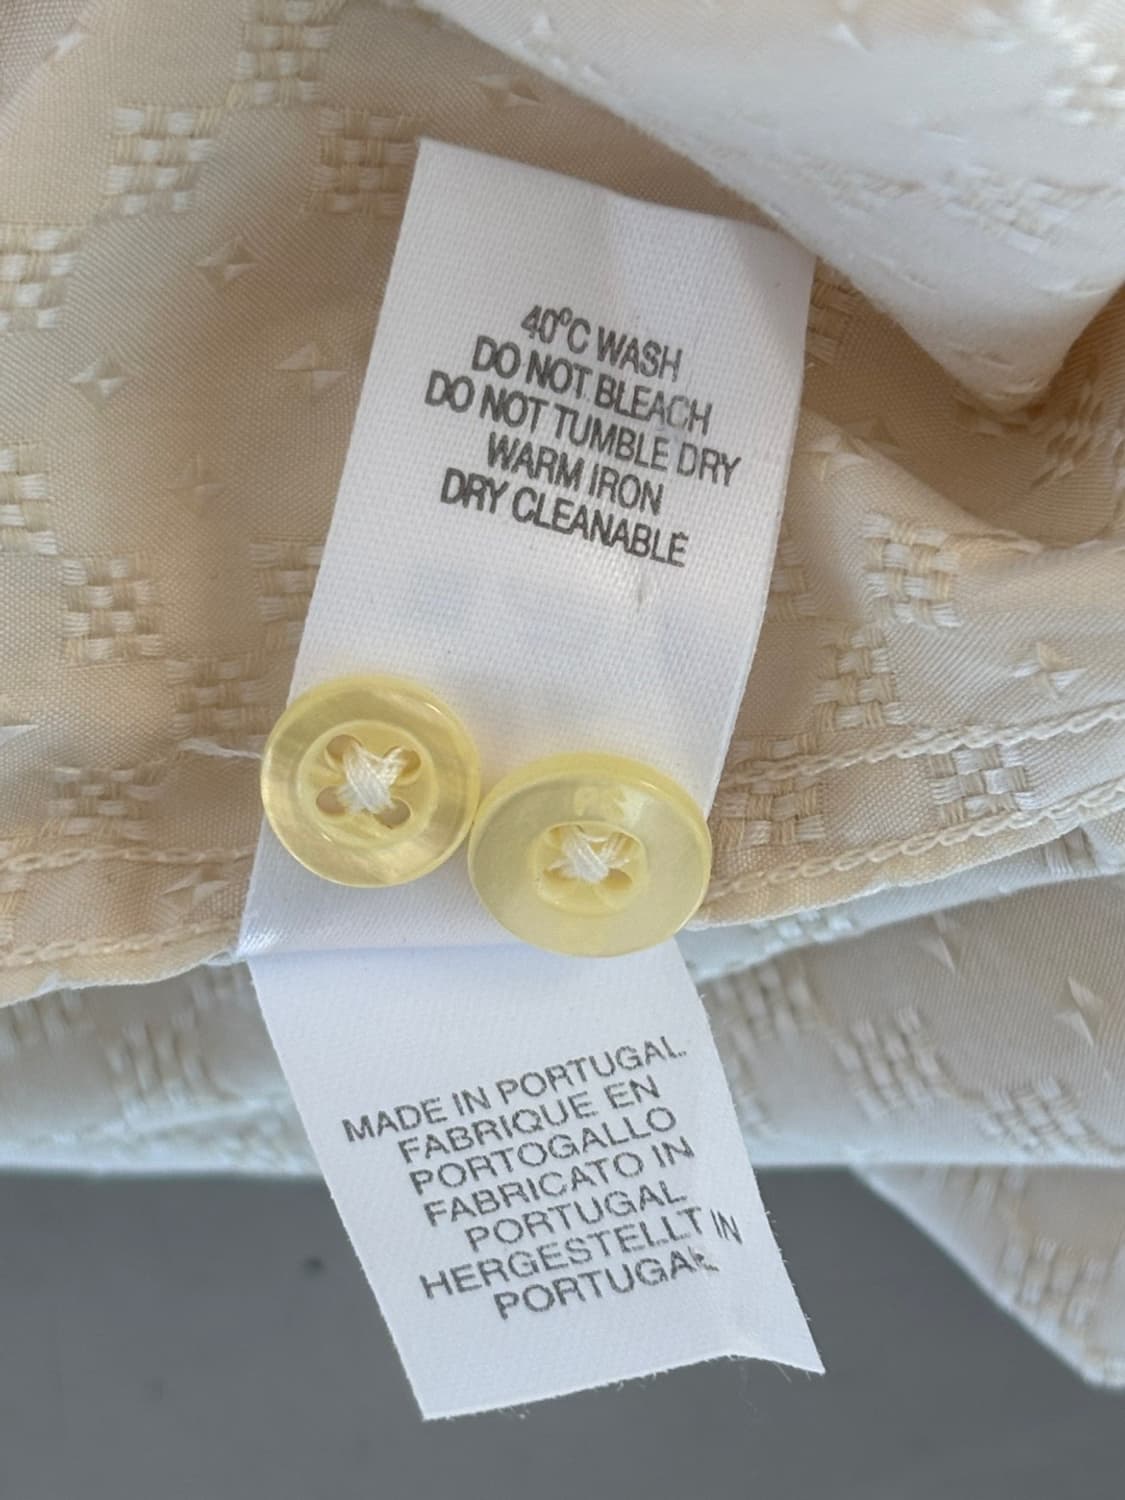 40°C WASH
DO NOT BLEACH
DO NOT TUMBLE DRY
WARM IRON
DRY CLEANABLE
MADE IN PORTUGAL
FABRIQUE EN
PORTOGALLO
FABRICATO IN
PORTUGAL
HERGESTELLT IN
PORTUGAL